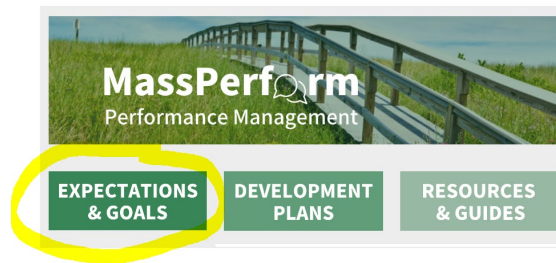 MassPerform
Performance Management
EXPECTATIONS
& GOALS
DEVELOPMENT
PLANS
RESOURCES
& GUIDES